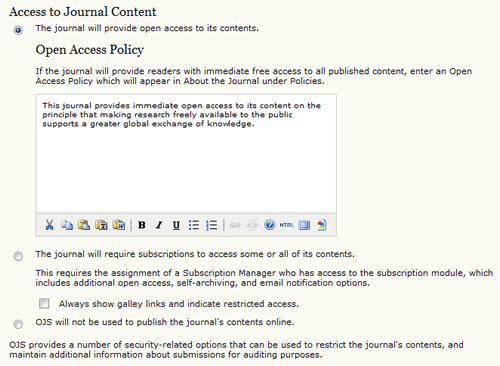 Access to Journal Content
The journal will provide open access to its contents.
Open Access Policy
If the journal will provide readers with immediate free access to all published content, enter an Open
Access Policy which will appear in About the Journal under Policies.
This journal provides immediate open access to its content on the
principle that making research freely available to the public
supports a greater global exchange of knowledge.
B I U HTML
The journal will require subscriptions to access some or all of its contents.
This requires the assignment of a Subscription Manager who has access to the subscription module, which
includes additional open access, self-archiving, and email notification options.
Always show galley links and indicate restricted access.
OJS will not be used to publish the journal's contents online.
OJS provides a number of security-related options that can be used to restrict the journal's contents, and
maintain additional information about submissions for auditing purposes.